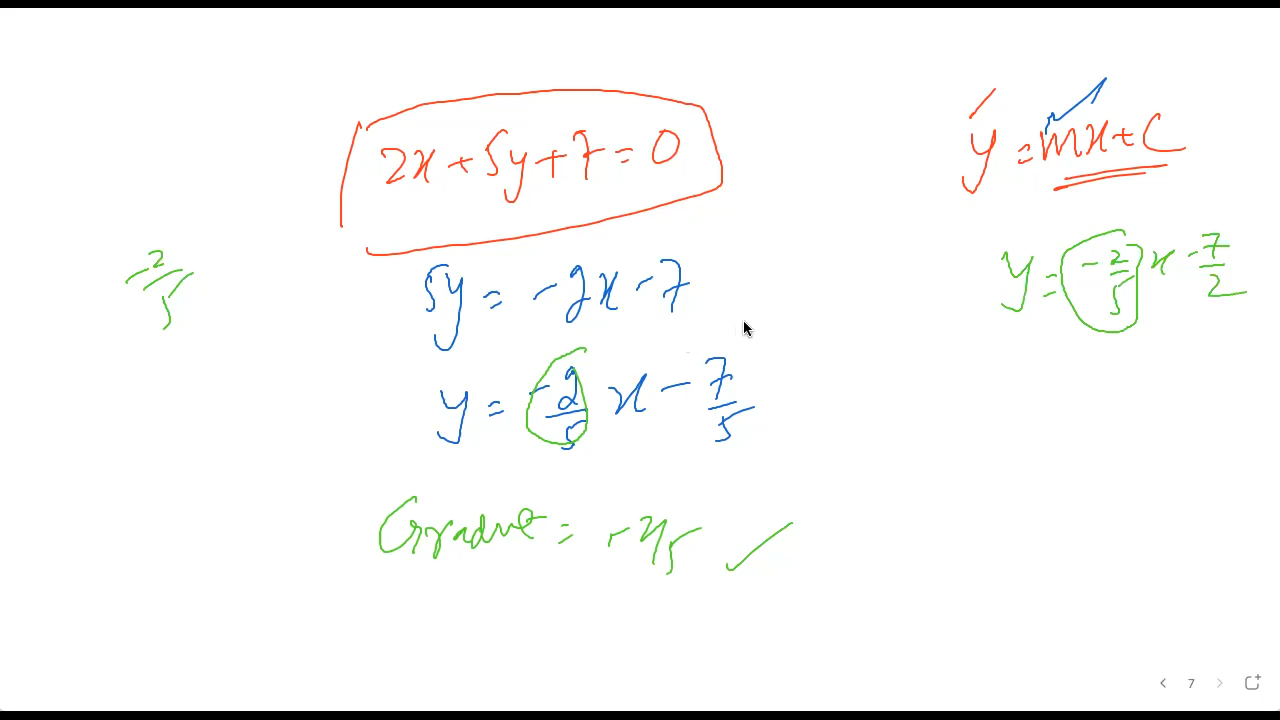 2x + 5y + 7 = 0
y = mx + c
5y = -2x - 7
y = -2/5 x - 7/2
-2/5
y = -2/5 x - 7/5
Gradient = -2/5
7